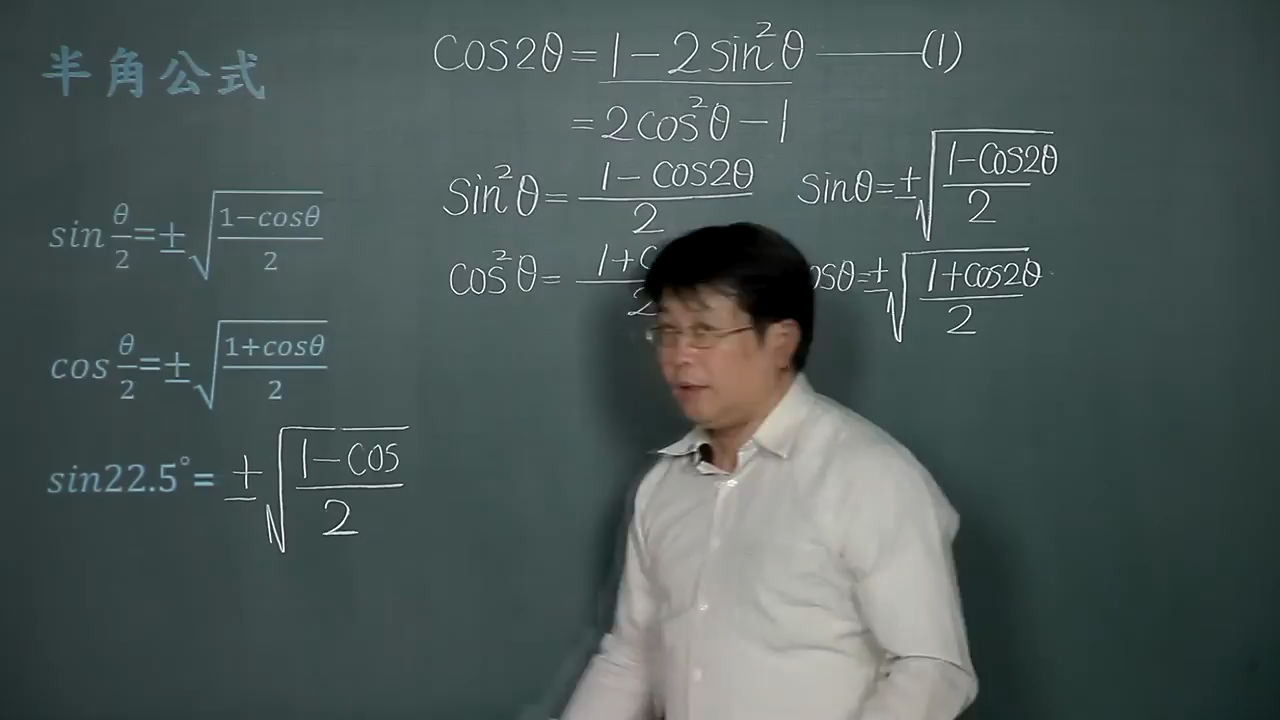 半角公式
sin θ/2=±√((1−cosθ)/2)
cos θ/2=±√((1+cosθ)/2)
sin22.5°= ±√((1−cos)/2)
cos2θ=1−2sin²θ ——(1)
=2cos²θ−1
sin²θ=(1−cos2θ)/2 sinθ=±√((1−cos2θ)/2)
cos²θ= 1+c 2 osθ=±√((1+cos2θ)/2)